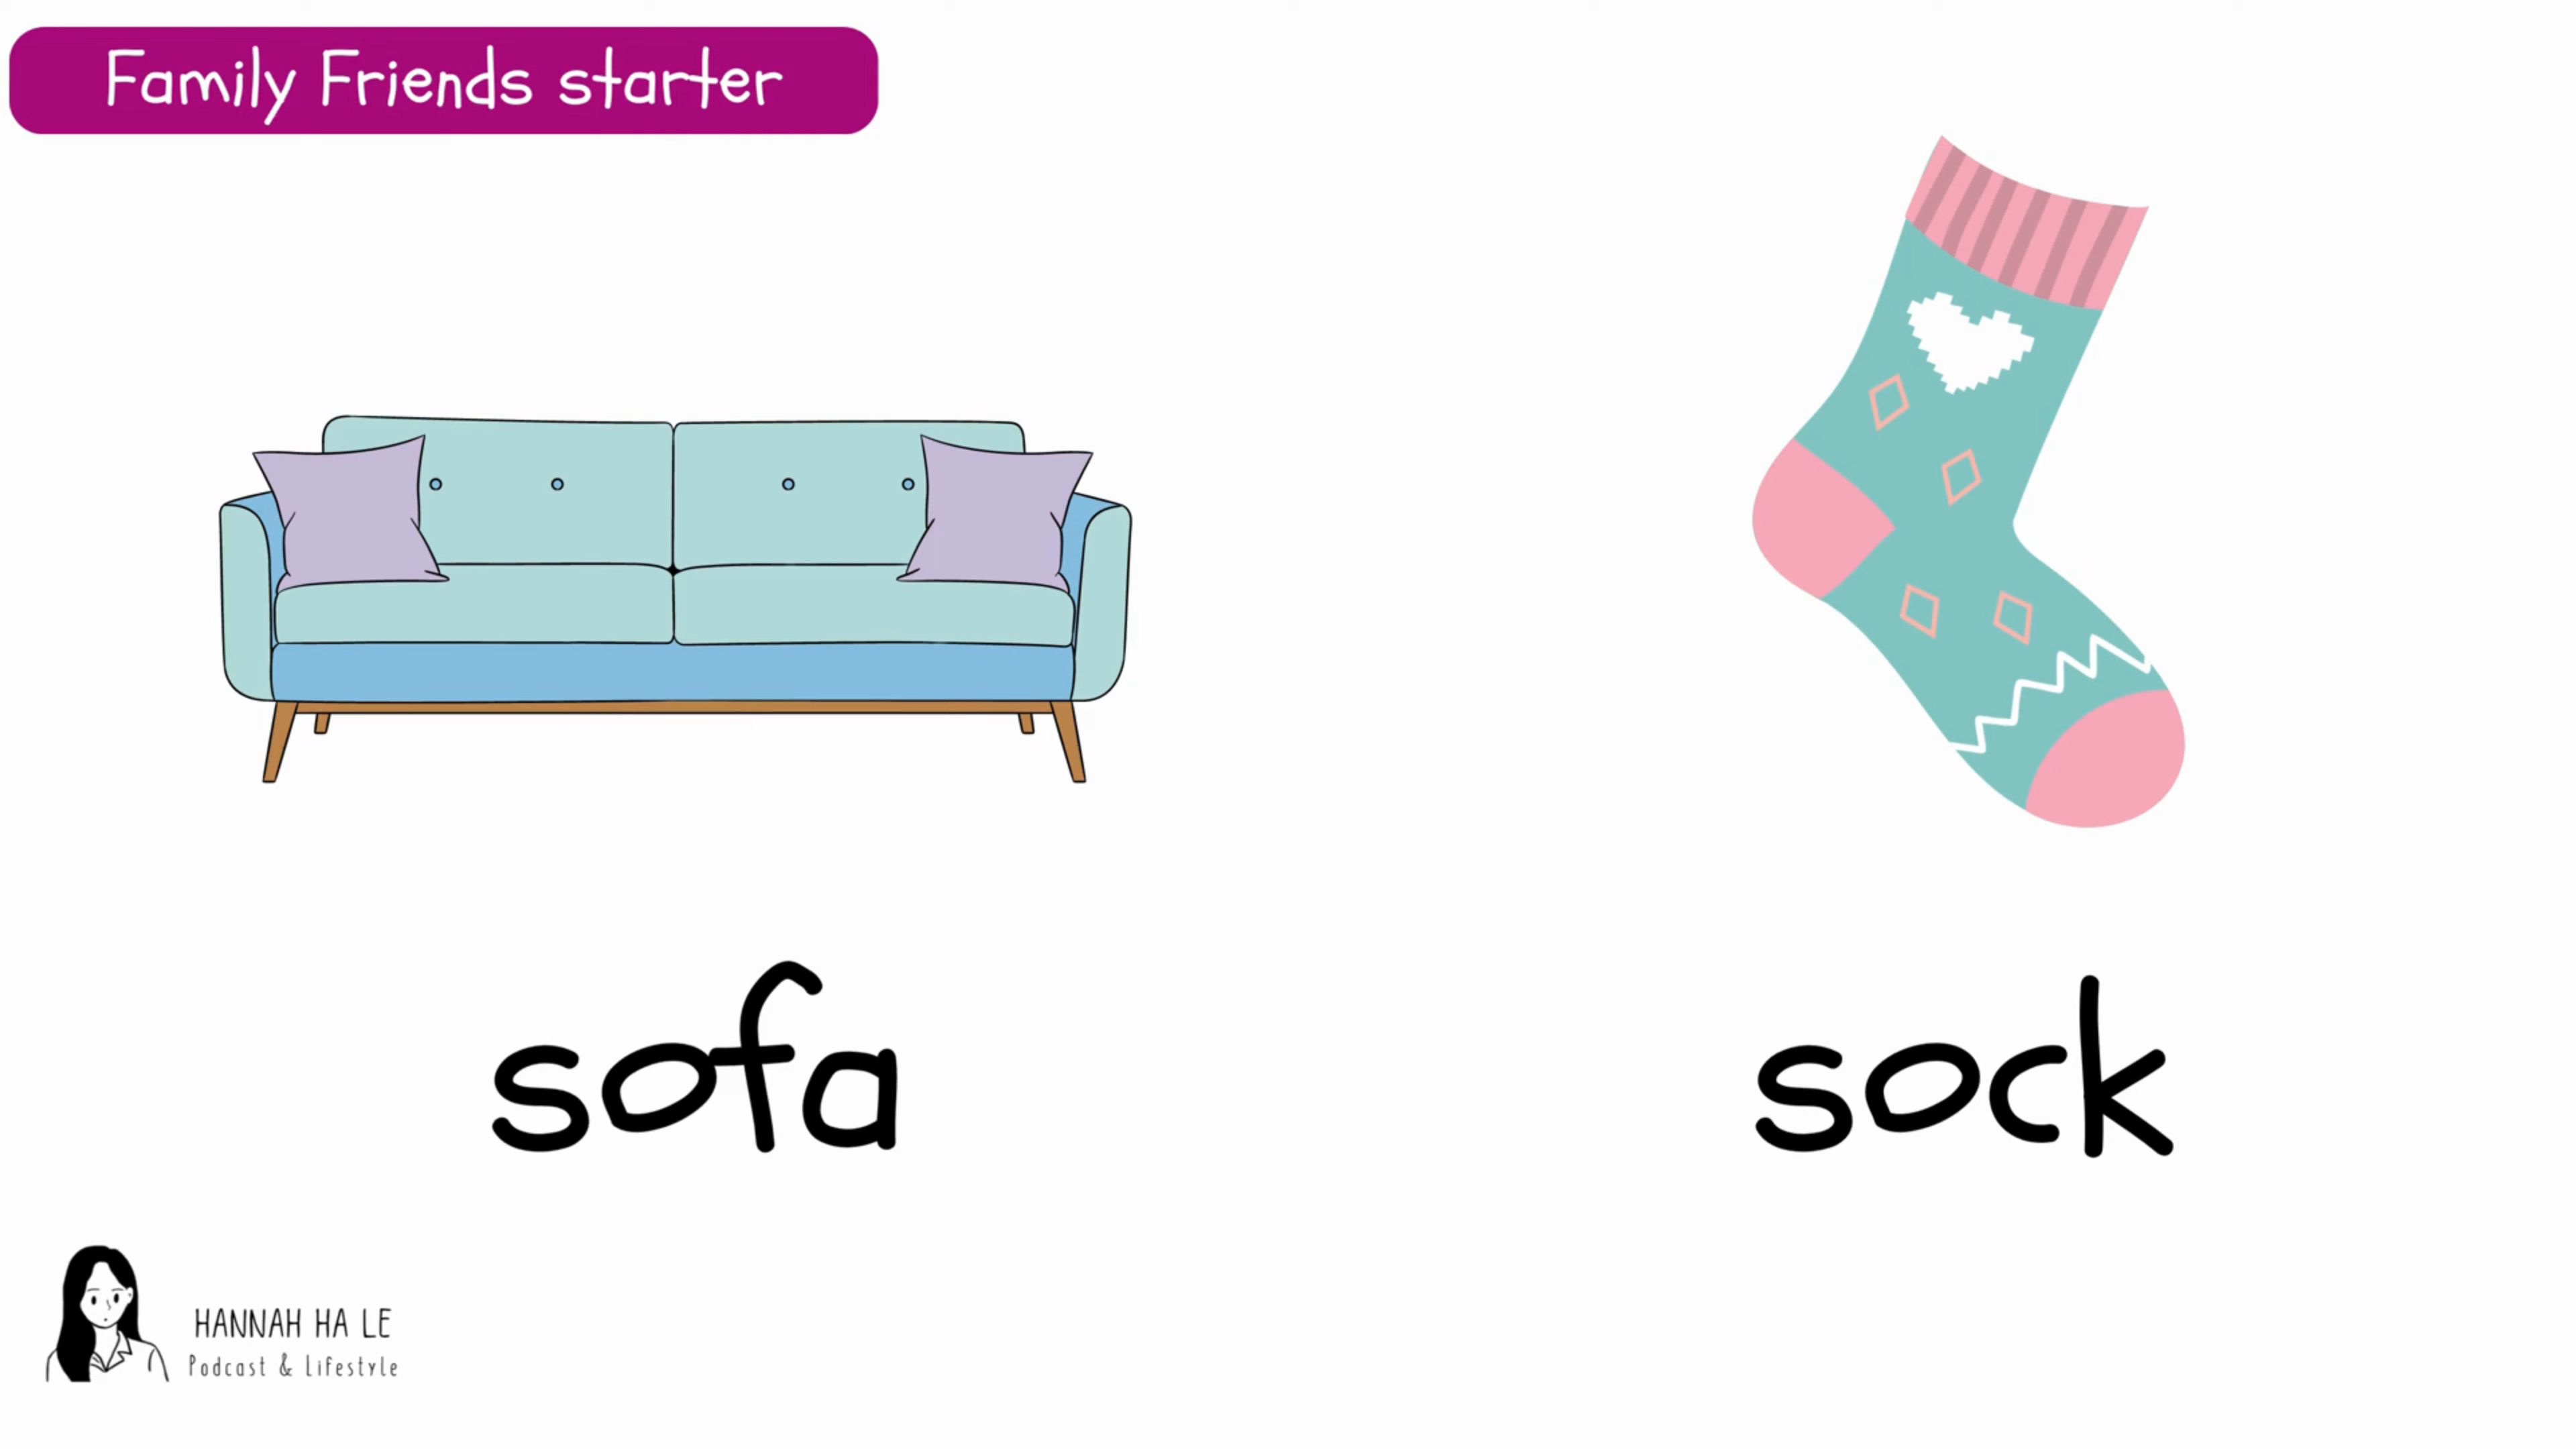 Family Friends starter
sofa
sock
HANNAH HA LE
Podcast & Lifestyle